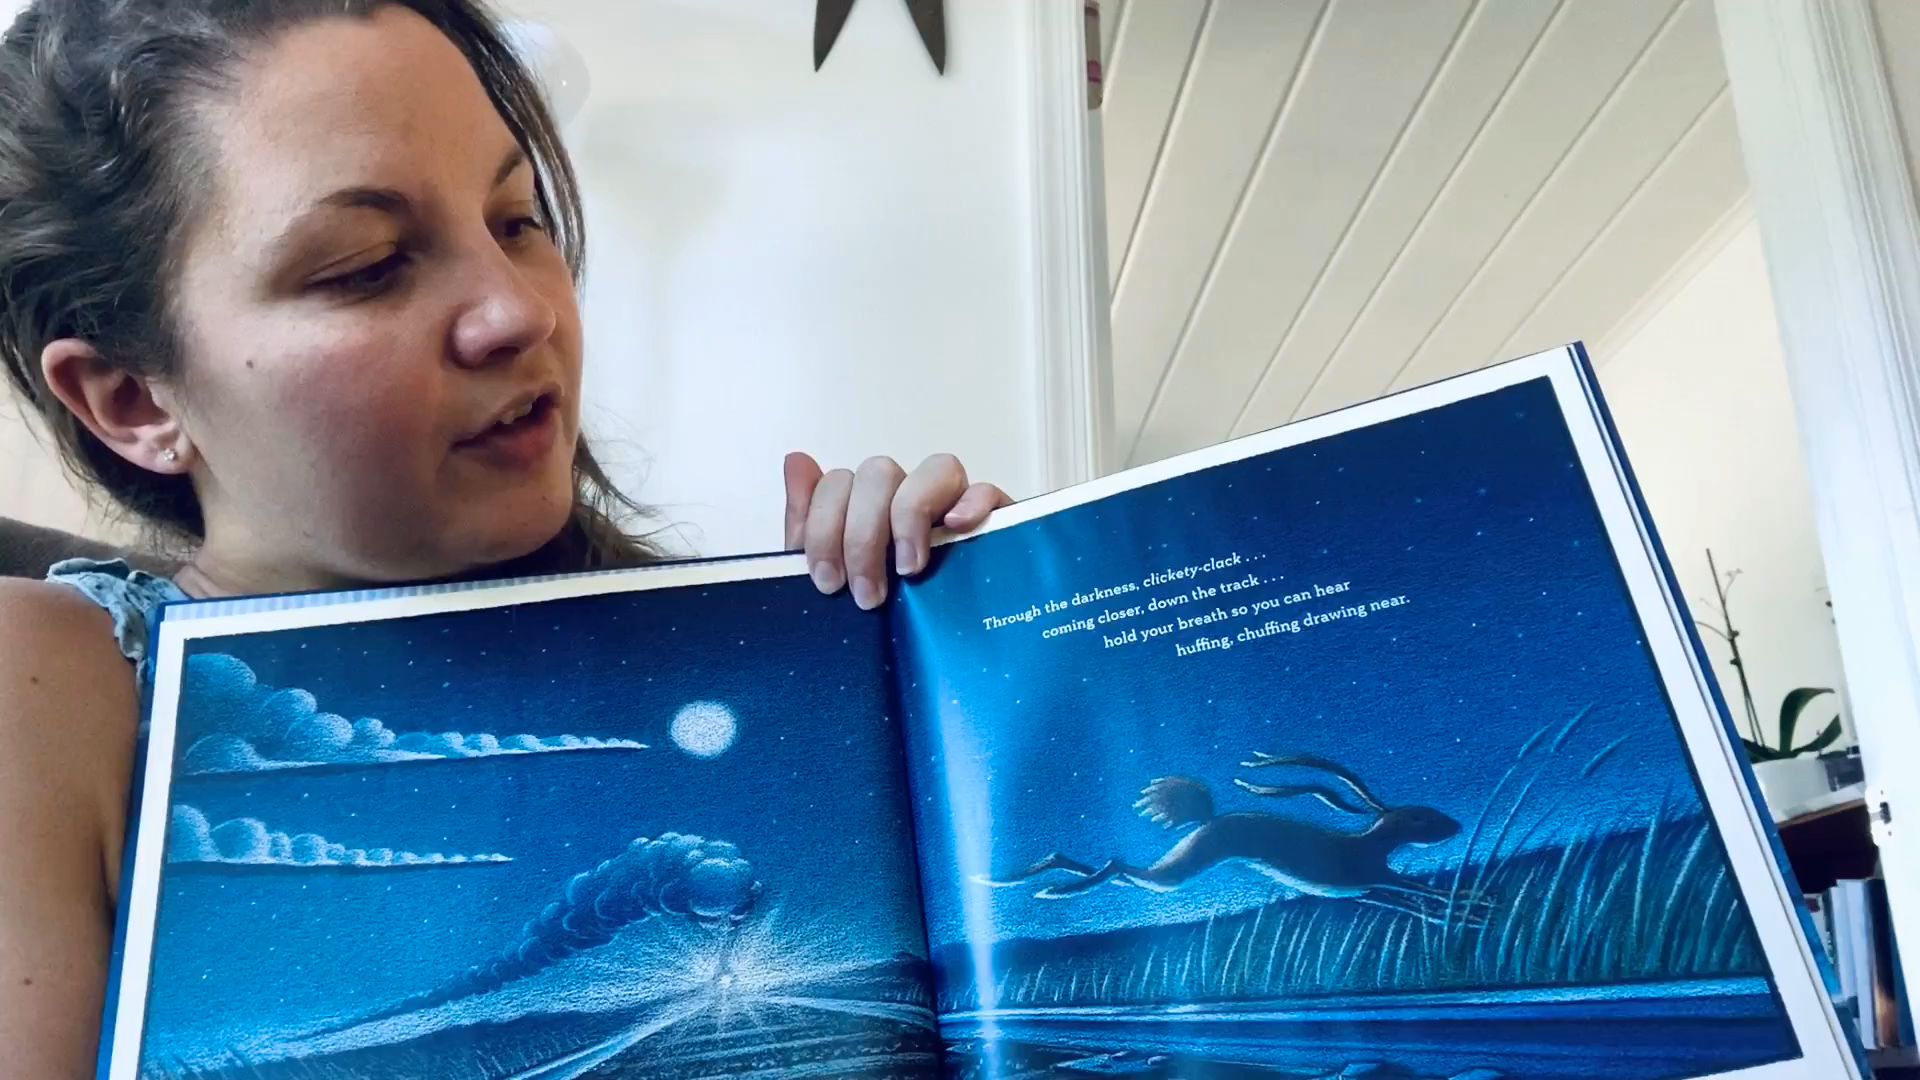 Through the darkness, clickety-clack . . .
coming closer, down the track . . .
hold your breath so you can hear
huffing, chuffing drawing near.